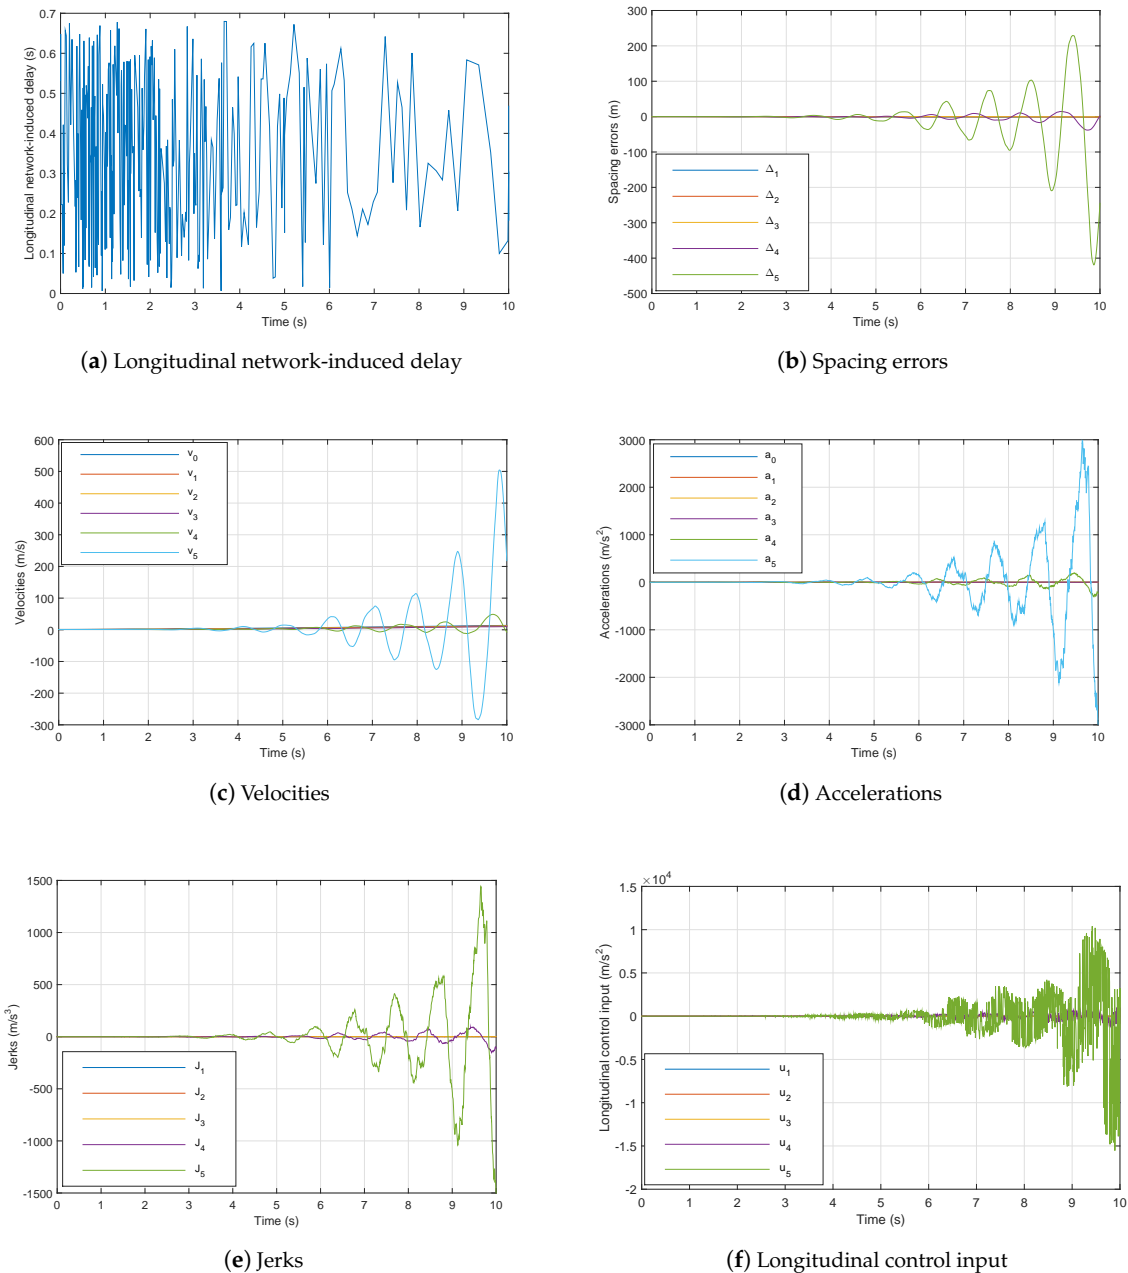 0.7
0.6
0.5
0.4
0.3
0.2
0.1
0
Longitudinal network-induced delay (s)
0 1 2 3 4 5 6 7 8 9 10
Time (s)
(a) Longitudinal network-induced delay
300
200
100
0
-100
-200
-300
-400
-500
Spacing errors (m)
Δ1
Δ2
Δ3
Δ4
Δ5
0 1 2 3 4 5 6 7 8 9 10
Time (s)
(b) Spacing errors
600
500
400
300
200
100
0
-100
-200
-300
Velocities (m/s)
v0
v1
v2
v3
v4
v5
0 1 2 3 4 5 6 7 8 9 10
Time (s)
(c) Velocities
3000
2000
1000
0
-1000
-2000
-3000
Accelerations (m/s²)
a0
a1
a2
a3
a4
a5
0 1 2 3 4 5 6 7 8 9 10
Time (s)
(d) Accelerations
1500
1000
500
0
-500
-1000
-1500
Jerks (m/s³)
J1
J2
J3
J4
J5
0 1 2 3 4 5 6 7 8 9 10
Time (s)
(e) Jerks
×10⁴
1.5
1
0.5
0
-0.5
-1
-1.5
-2
Longitudinal control input (m/s²)
u1
u2
u3
u4
u5
0 1 2 3 4 5 6 7 8 9 10
Time (s)
(f) Longitudinal control input